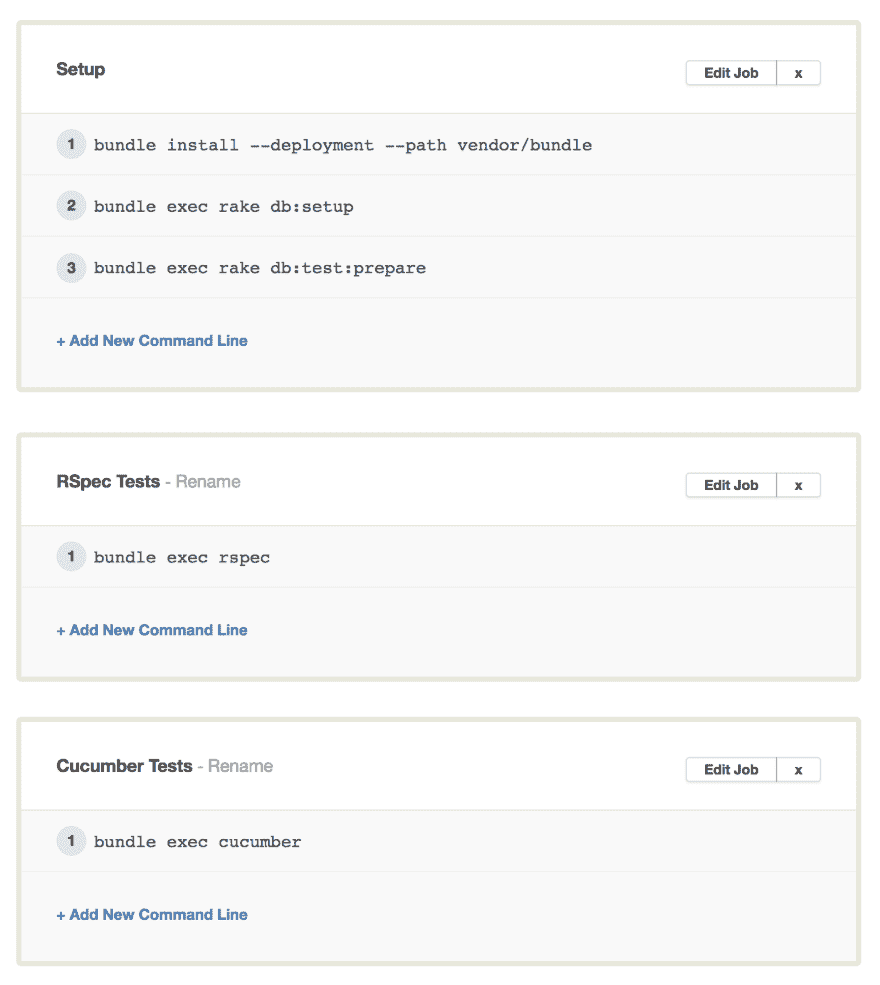 Setup
Edit Job x
1 bundle install --deployment --path vendor/bundle
2 bundle exec rake db:setup
3 bundle exec rake db:test:prepare
+ Add New Command Line
RSpec Tests - Rename
Edit Job x
1 bundle exec rspec
+ Add New Command Line
Cucumber Tests - Rename
Edit Job x
1 bundle exec cucumber
+ Add New Command Line